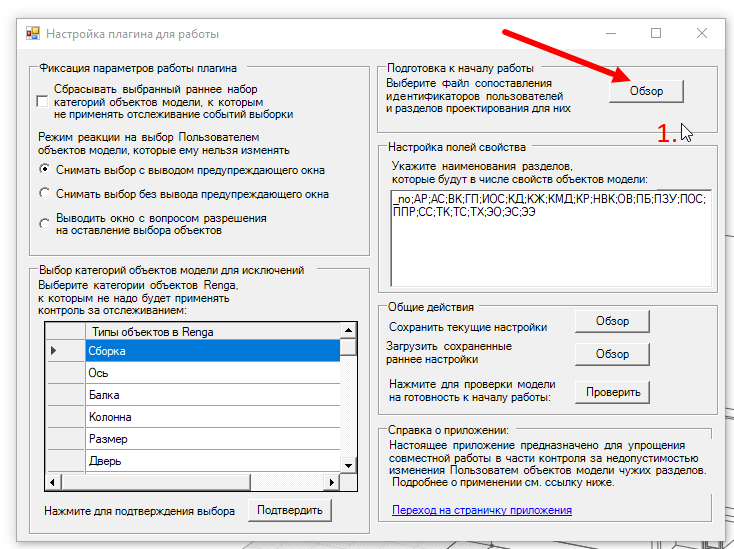 Настройка плагина для работы
Фиксация параметров работы плагина
Сбрасывать выбранный раннее набор
категорий объектов модели, к которым
не применять отслеживание событий выборки
Режим реакции на выбор Пользователем
объектов модели, которые ему нельзя изменять
Снимать выбор с выводом предупреждающего окна
Снимать выбор без вывода предупреждающего окна
Выводить окно с вопросом разрешения
на оставление выбора объектов
Выбор категорий объектов модели для исключений
Выберите категории объектов Renga,
к которым не надо будет применять
контроль за отслеживанием:
Типы объектов в Renga
Сборка
Ось
Балка
Колонна
Размер
Дверь
Нажмите для подтверждения выбора
Подтвердить
Подготовка к началу работы
Выберите Файл сопоставления
идентификаторов пользователей
и разделов проектирования для них
Обзор
1.
Настройка полей свойства
Укажите наименования разделов,
которые будут в числе свойств объектов модели:
_no;АР;АС;ВК;ГП;ИОС;КД;КЖ;КМД;КР;НВК;ОВ;ПБ;ПЗУ;ПОС;
ППР;СС;ТК;ТС;ТХ;ЭО;ЭС;ЭЭ
Общие действия
Сохранить текущие настройки
Обзор
Загрузить сохраненные
раннее настройки
Обзор
Нажмите для проверки модели
на готовность к началу работы:
Проверить
Справка о приложении:
Настоящее приложение предназначено для упрощения
совместной работы в части контроля за недопустимостью
изменения Пользоватем объектов модели чужих разделов.
Подробнее о применении см. ссылку ниже.
Переход на страничку приложения